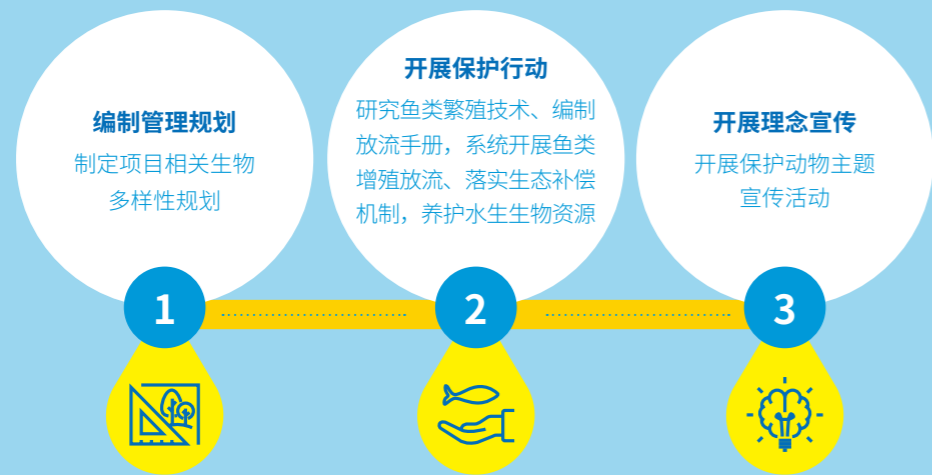 编制管理规划
制定项目相关生物
多样性规划
1
开展保护行动
研究鱼类繁殖技术、编制
放流手册，系统开展鱼类
增殖放流、落实生态补偿
机制，养护水生生物资源
2
开展理念宣传
开展保护动物主题
宣传活动
3